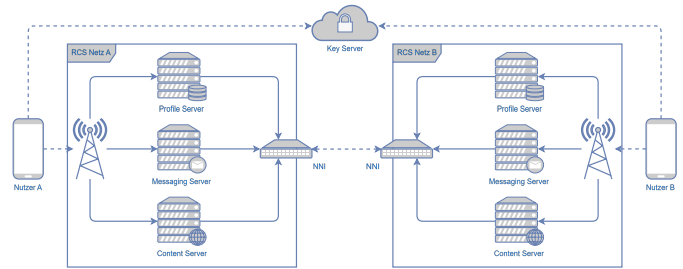 Key Server
RCS Netz A
Profile Server
Messaging Server
Content Server
Nutzer A
NNI
RCS Netz B
NNI
Profile Server
Messaging Server
Content Server
Nutzer B